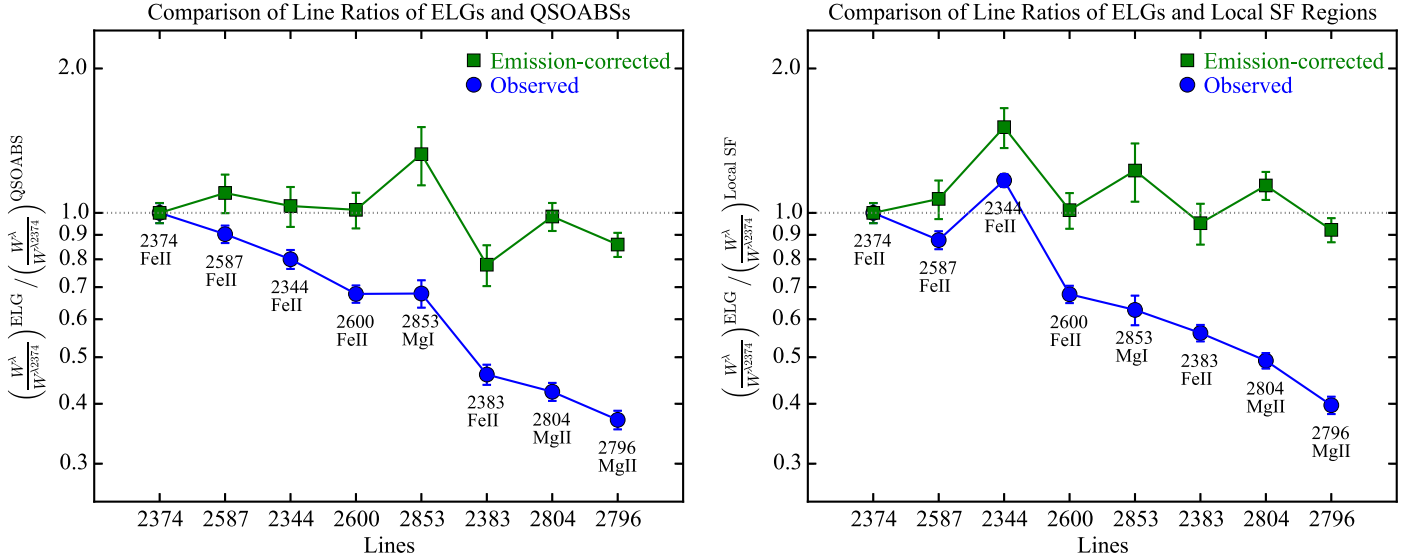 Comparison of Line Ratios of ELGs and QSOABSs
2.0
1.0
0.9
0.8
0.7
0.6
0.5
0.4
0.3
(W^λ/W^λ2374)^ELG / (W^λ/W^λ2374)^QSOABS
Emission-corrected
Observed
2374
FeII
2587
FeII
2344
FeII
2600
FeII
2853
MgI
2383
FeII
2804
MgII
2796
MgII
2374 2587 2344 2600 2853 2383 2804 2796
Lines
Comparison of Line Ratios of ELGs and Local SF Regions
2.0
1.0
0.9
0.8
0.7
0.6
0.5
0.4
0.3
(W^λ/W^λ2374)^ELG / (W^λ/W^λ2374)^Local SF
Emission-corrected
Observed
2374
FeII
2587
FeII
2344
FeII
2600
FeII
2853
MgI
2383
FeII
2804
MgII
2796
MgII
2374 2587 2344 2600 2853 2383 2804 2796
Lines